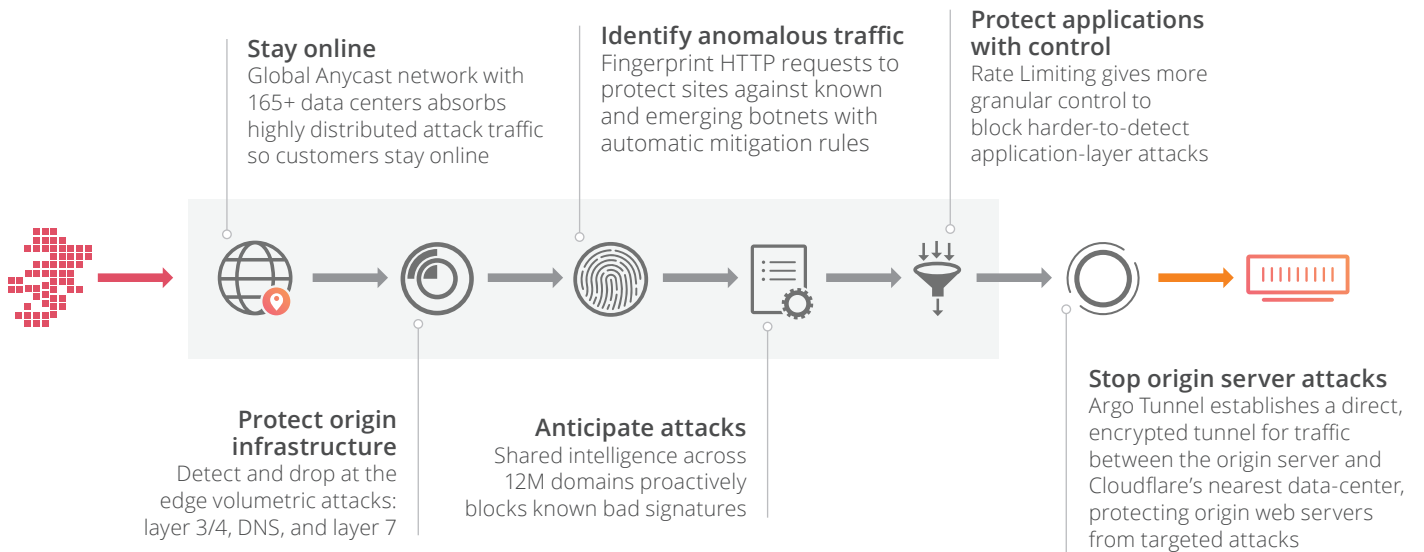 Stay online
Global Anycast network with
165+ data centers absorbs
highly distributed attack traffic
so customers stay online
Identify anomalous traffic
Fingerprint HTTP requests to
protect sites against known
and emerging botnets with
automatic mitigation rules
Protect applications
with control
Rate Limiting gives more
granular control to
block harder-to-detect
application-layer attacks
Protect origin
infrastructure
Detect and drop at the
edge volumetric attacks:
layer 3/4, DNS, and layer 7
Anticipate attacks
Shared intelligence across
12M domains proactively
blocks known bad signatures
Stop origin server attacks
Argo Tunnel establishes a direct,
encrypted tunnel for traffic
between the origin server and
Cloudflare’s nearest data-center,
protecting origin web servers
from targeted attacks